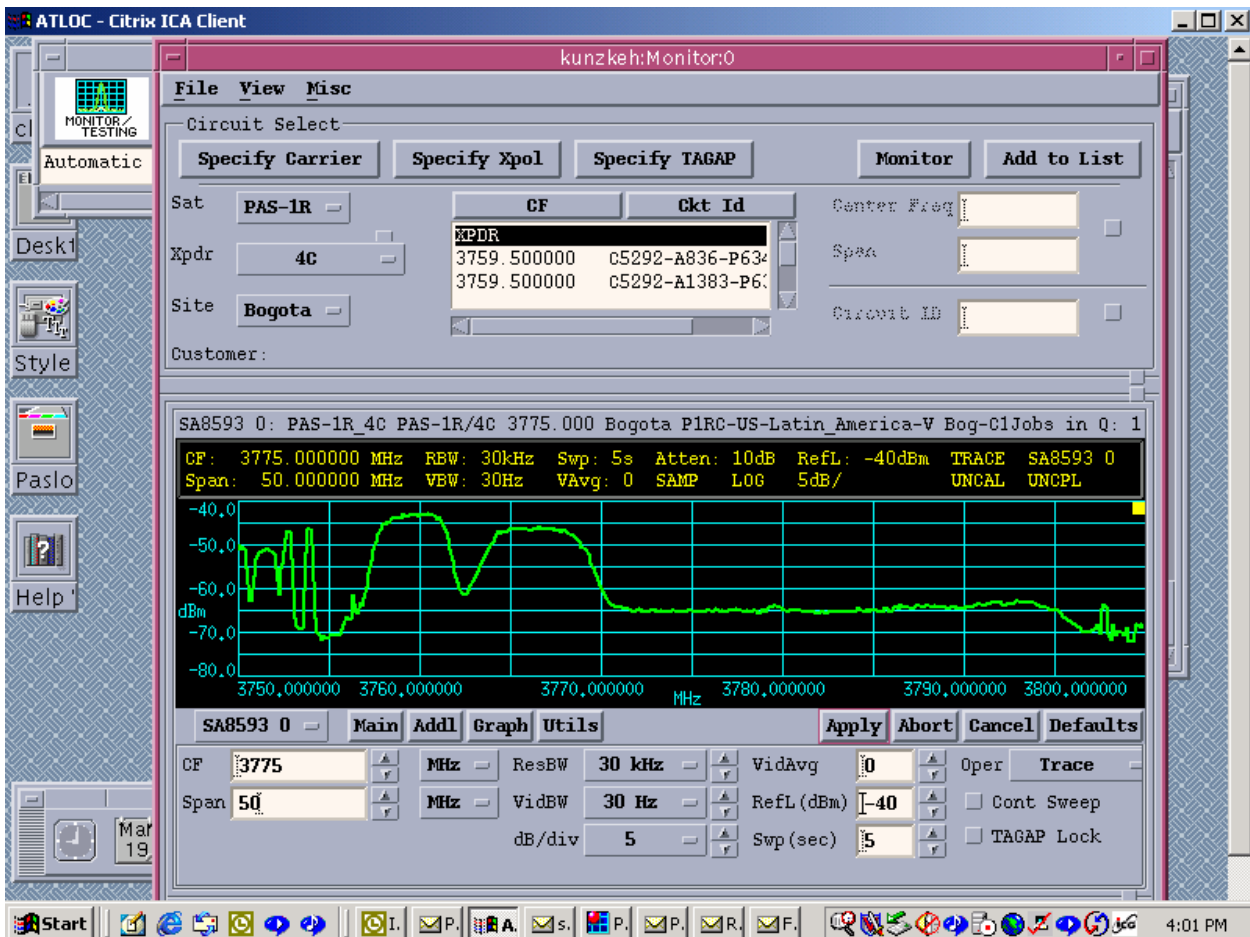 ATLOC - Citrix ICA Client
kunzkeh:Monitor:0
File View Misc
MONITOR/
TESTING
Automatic
Circuit Select
Specify Carrier Specify Xpol Specify TAGAP Monitor Add to List
Sat PAS-1R CF Ckt Id Center Freq
XPDR
Xpdr 4C 3759.500000 C5292-A836-P634 Span
3759.500000 C5292-A1383-P6
Site Bogota Circuit ID
Customer:
Style
Paslo
Help
SA8593 0: PAS-1R_4C PAS-1R/4C 3775.000 Bogota P1RC-US-Latin_America-V Bog-C1Jobs in Q: 1
CF: 3775.000000 MHz RBW: 30kHz Swp: 5s Atten: 10dB RefL: -40dBm TRACE SA8593 0
Span: 50.000000 MHz VBW: 30Hz VAvg: 0 SAMP LOG 5dB/ UNCAL UNCPL
-40.0
-50.0
-60.0
dBm
-70.0
-80.0
3750.000000 3760.000000 3770.000000 MHz 3780.000000 3790.000000 3800.000000
SA8593 0 Main Addl Graph Utils Apply Abort Cancel Defaults
CF 3775 MHz ResBW 30 kHz VidAvg 0 Oper Trace
Span 50 MHz VidBW 30 Hz RefL(dBm) -40 Cont Sweep
dB/div 5 Swp(sec) 5 TAGAP Lock
Mar
19
Start I. P. A. s. P. P. R. F. 4:01 PM